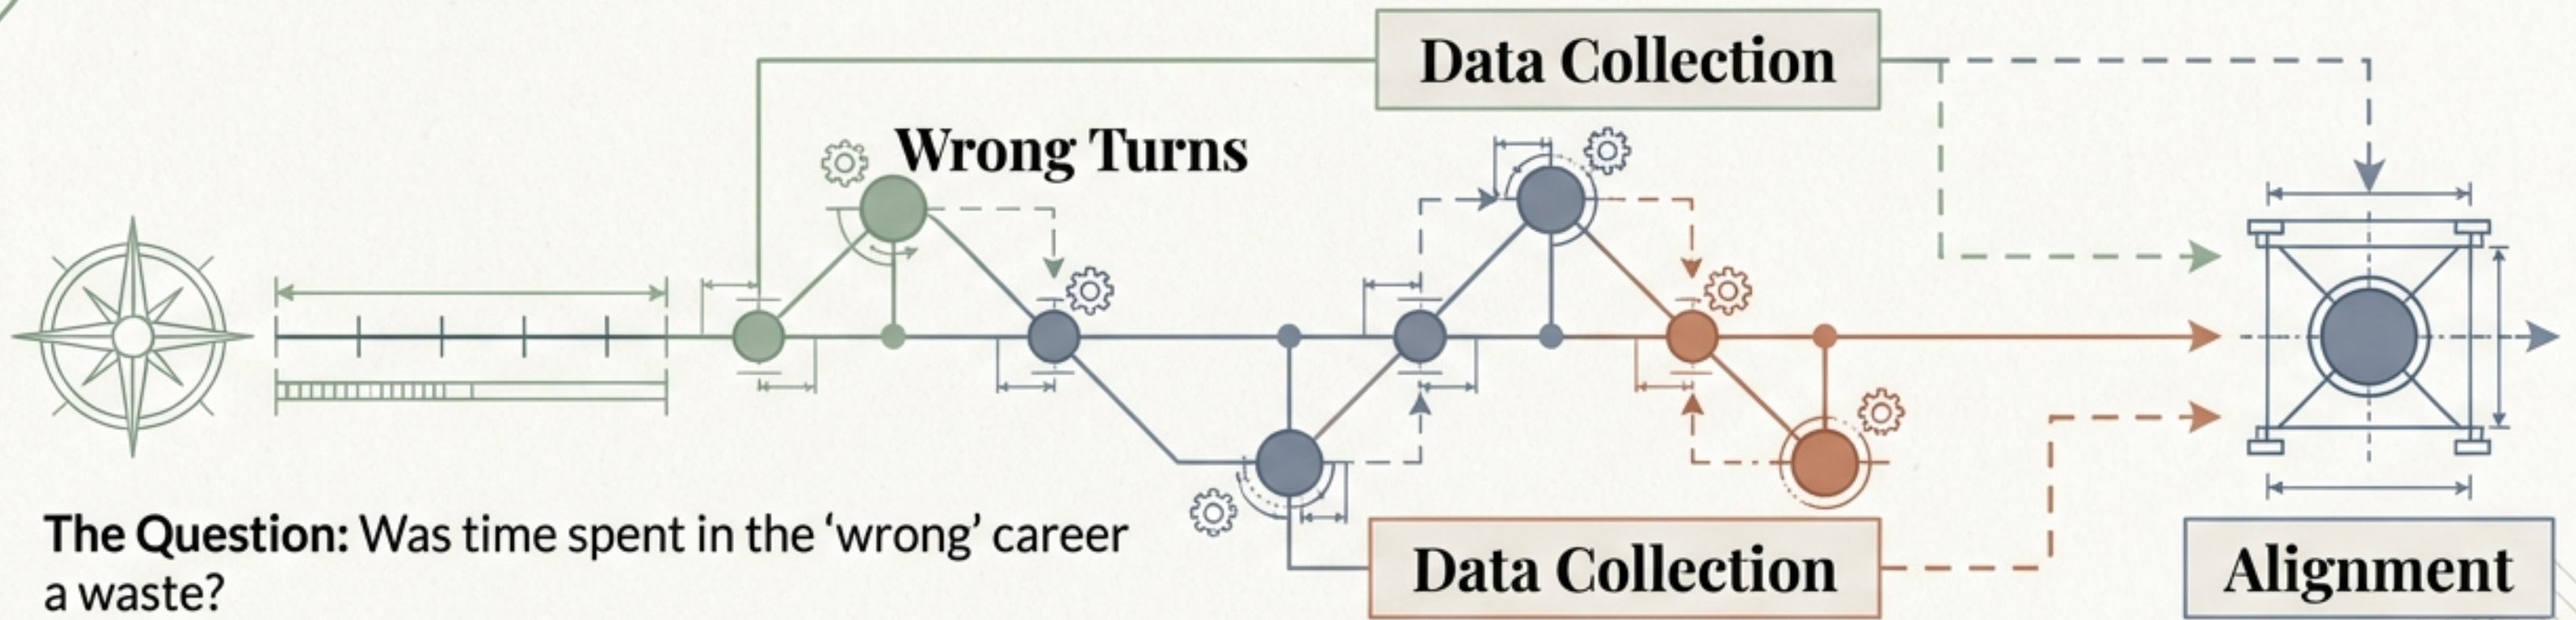 Data Collection
Wrong Turns
The Question: Was time spent in the ‘wrong’ career
a waste?
Data Collection
Alignment